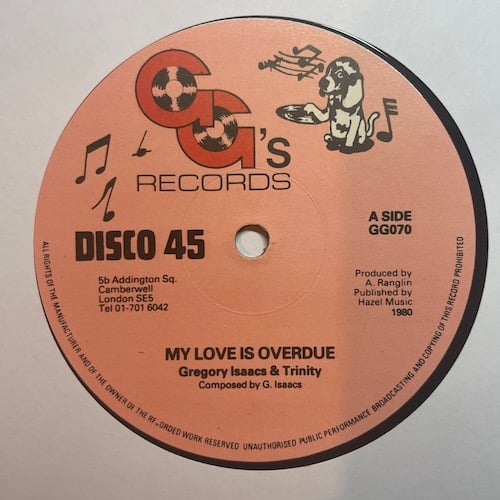 GG's
RECORDS
DISCO 45
A SIDE
GG070
5b Addington Sq.
Camberwell
London SE5
Tel 01-701 6042
Produced by
A. Ranglin
Published by
Hazel Music
1980
MY LOVE IS OVERDUE
Gregory Isaacs & Trinity
Composed by G. Isaacs
ALL RIGHTS OF THE MANUFACTURER AND OF THE OWNER OF THE RECORDED WORK RESERVED UNAUTHORISED PUBLIC PERFORMANCE BROADCASTING AND COPYING OF THIS RECORD PROHIBITED